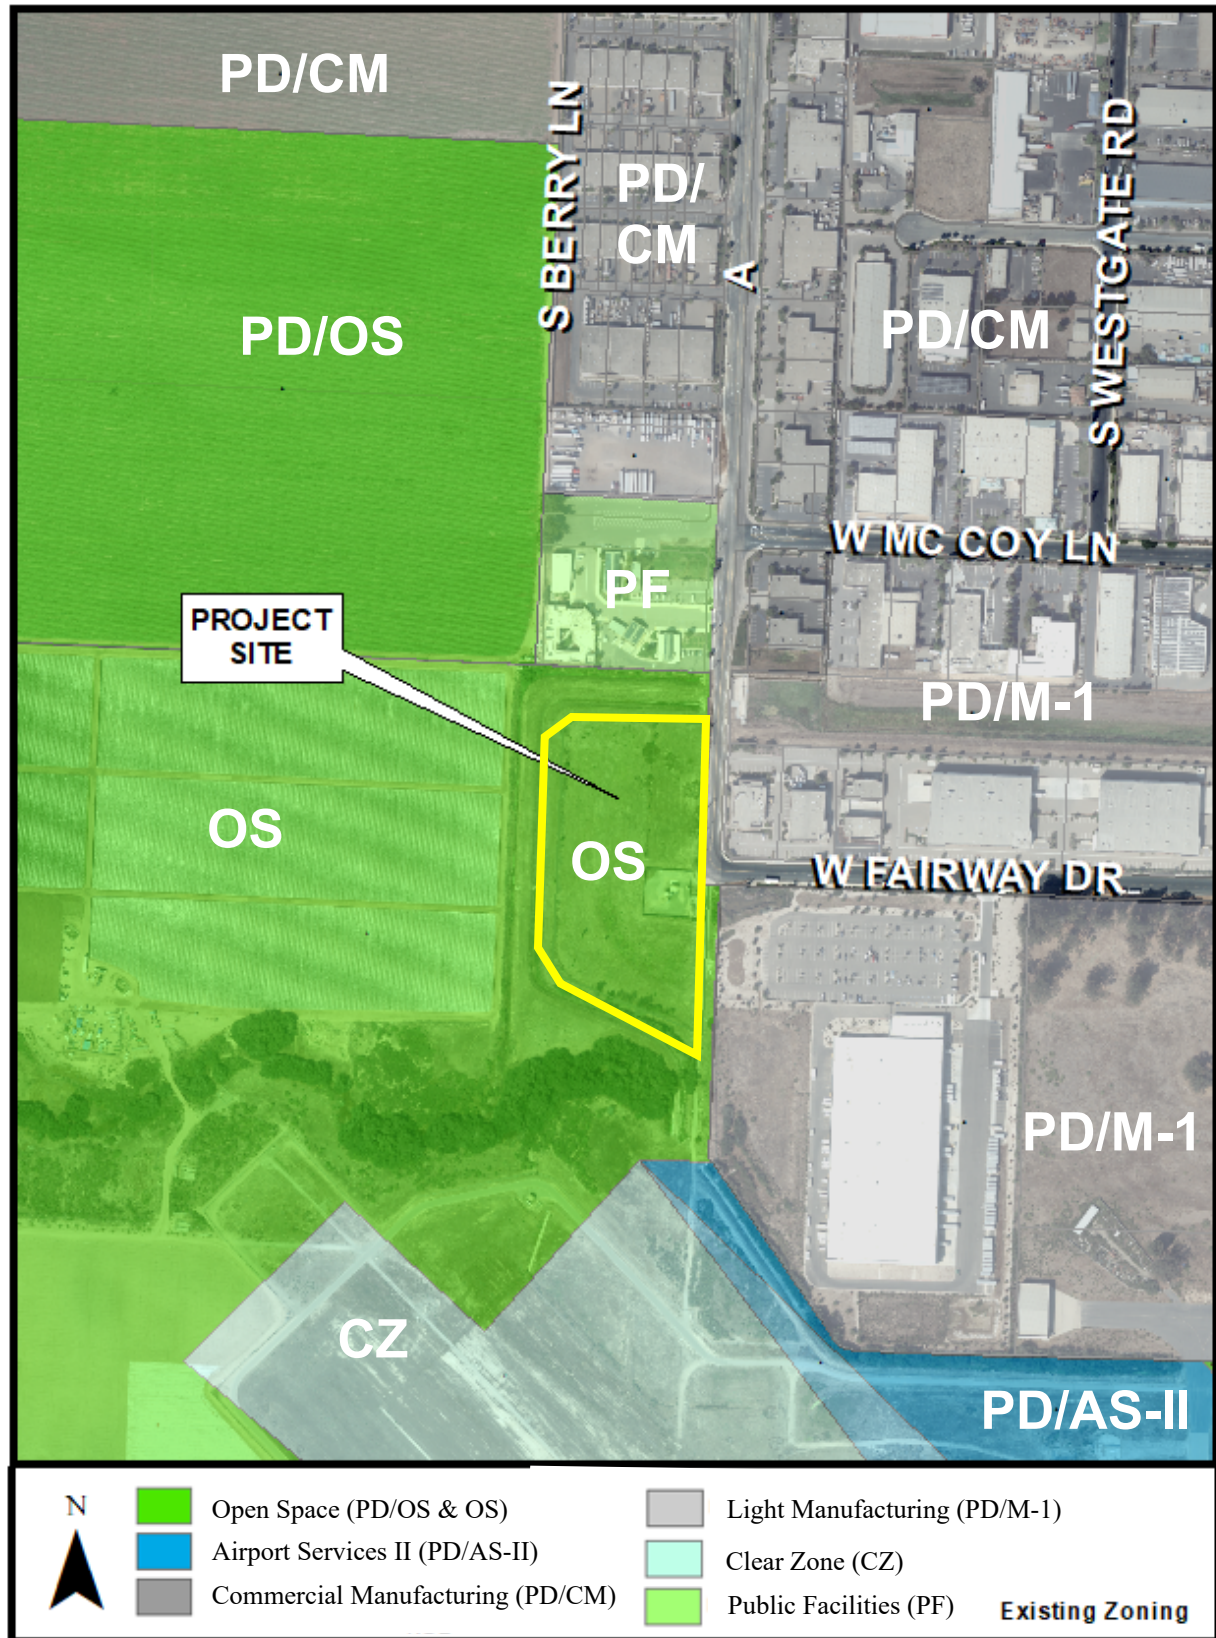 PD/CM
S BERRY LN
PD/
CM
A
S WESTGATE RD
PD/OS
PD/CM
W MC COY LN
PF
PROJECT
SITE
PD/M-1
OS
OS
W FAIRWAY DR
PD/M-1
CZ
PD/AS-II
N
Open Space (PD/OS & OS)
Airport Services II (PD/AS-II)
Commercial Manufacturing (PD/CM)
Light Manufacturing (PD/M-1)
Clear Zone (CZ)
Public Facilities (PF)
Existing Zoning